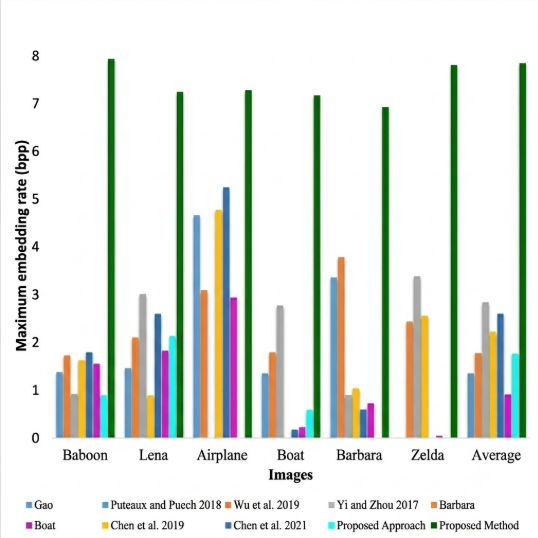 8
7
6
5
4
3
2
1
0
Maximum embedding rate (bpp)
Baboon Lena Airplane Boat Barbara Zelda Average
Images
Gao Puteaux and Puech 2018 Wu et al. 2019 Yi and Zhou 2017 Barbara
Boat Chen et al. 2019 Chen et al. 2021 Proposed Approach Proposed Method